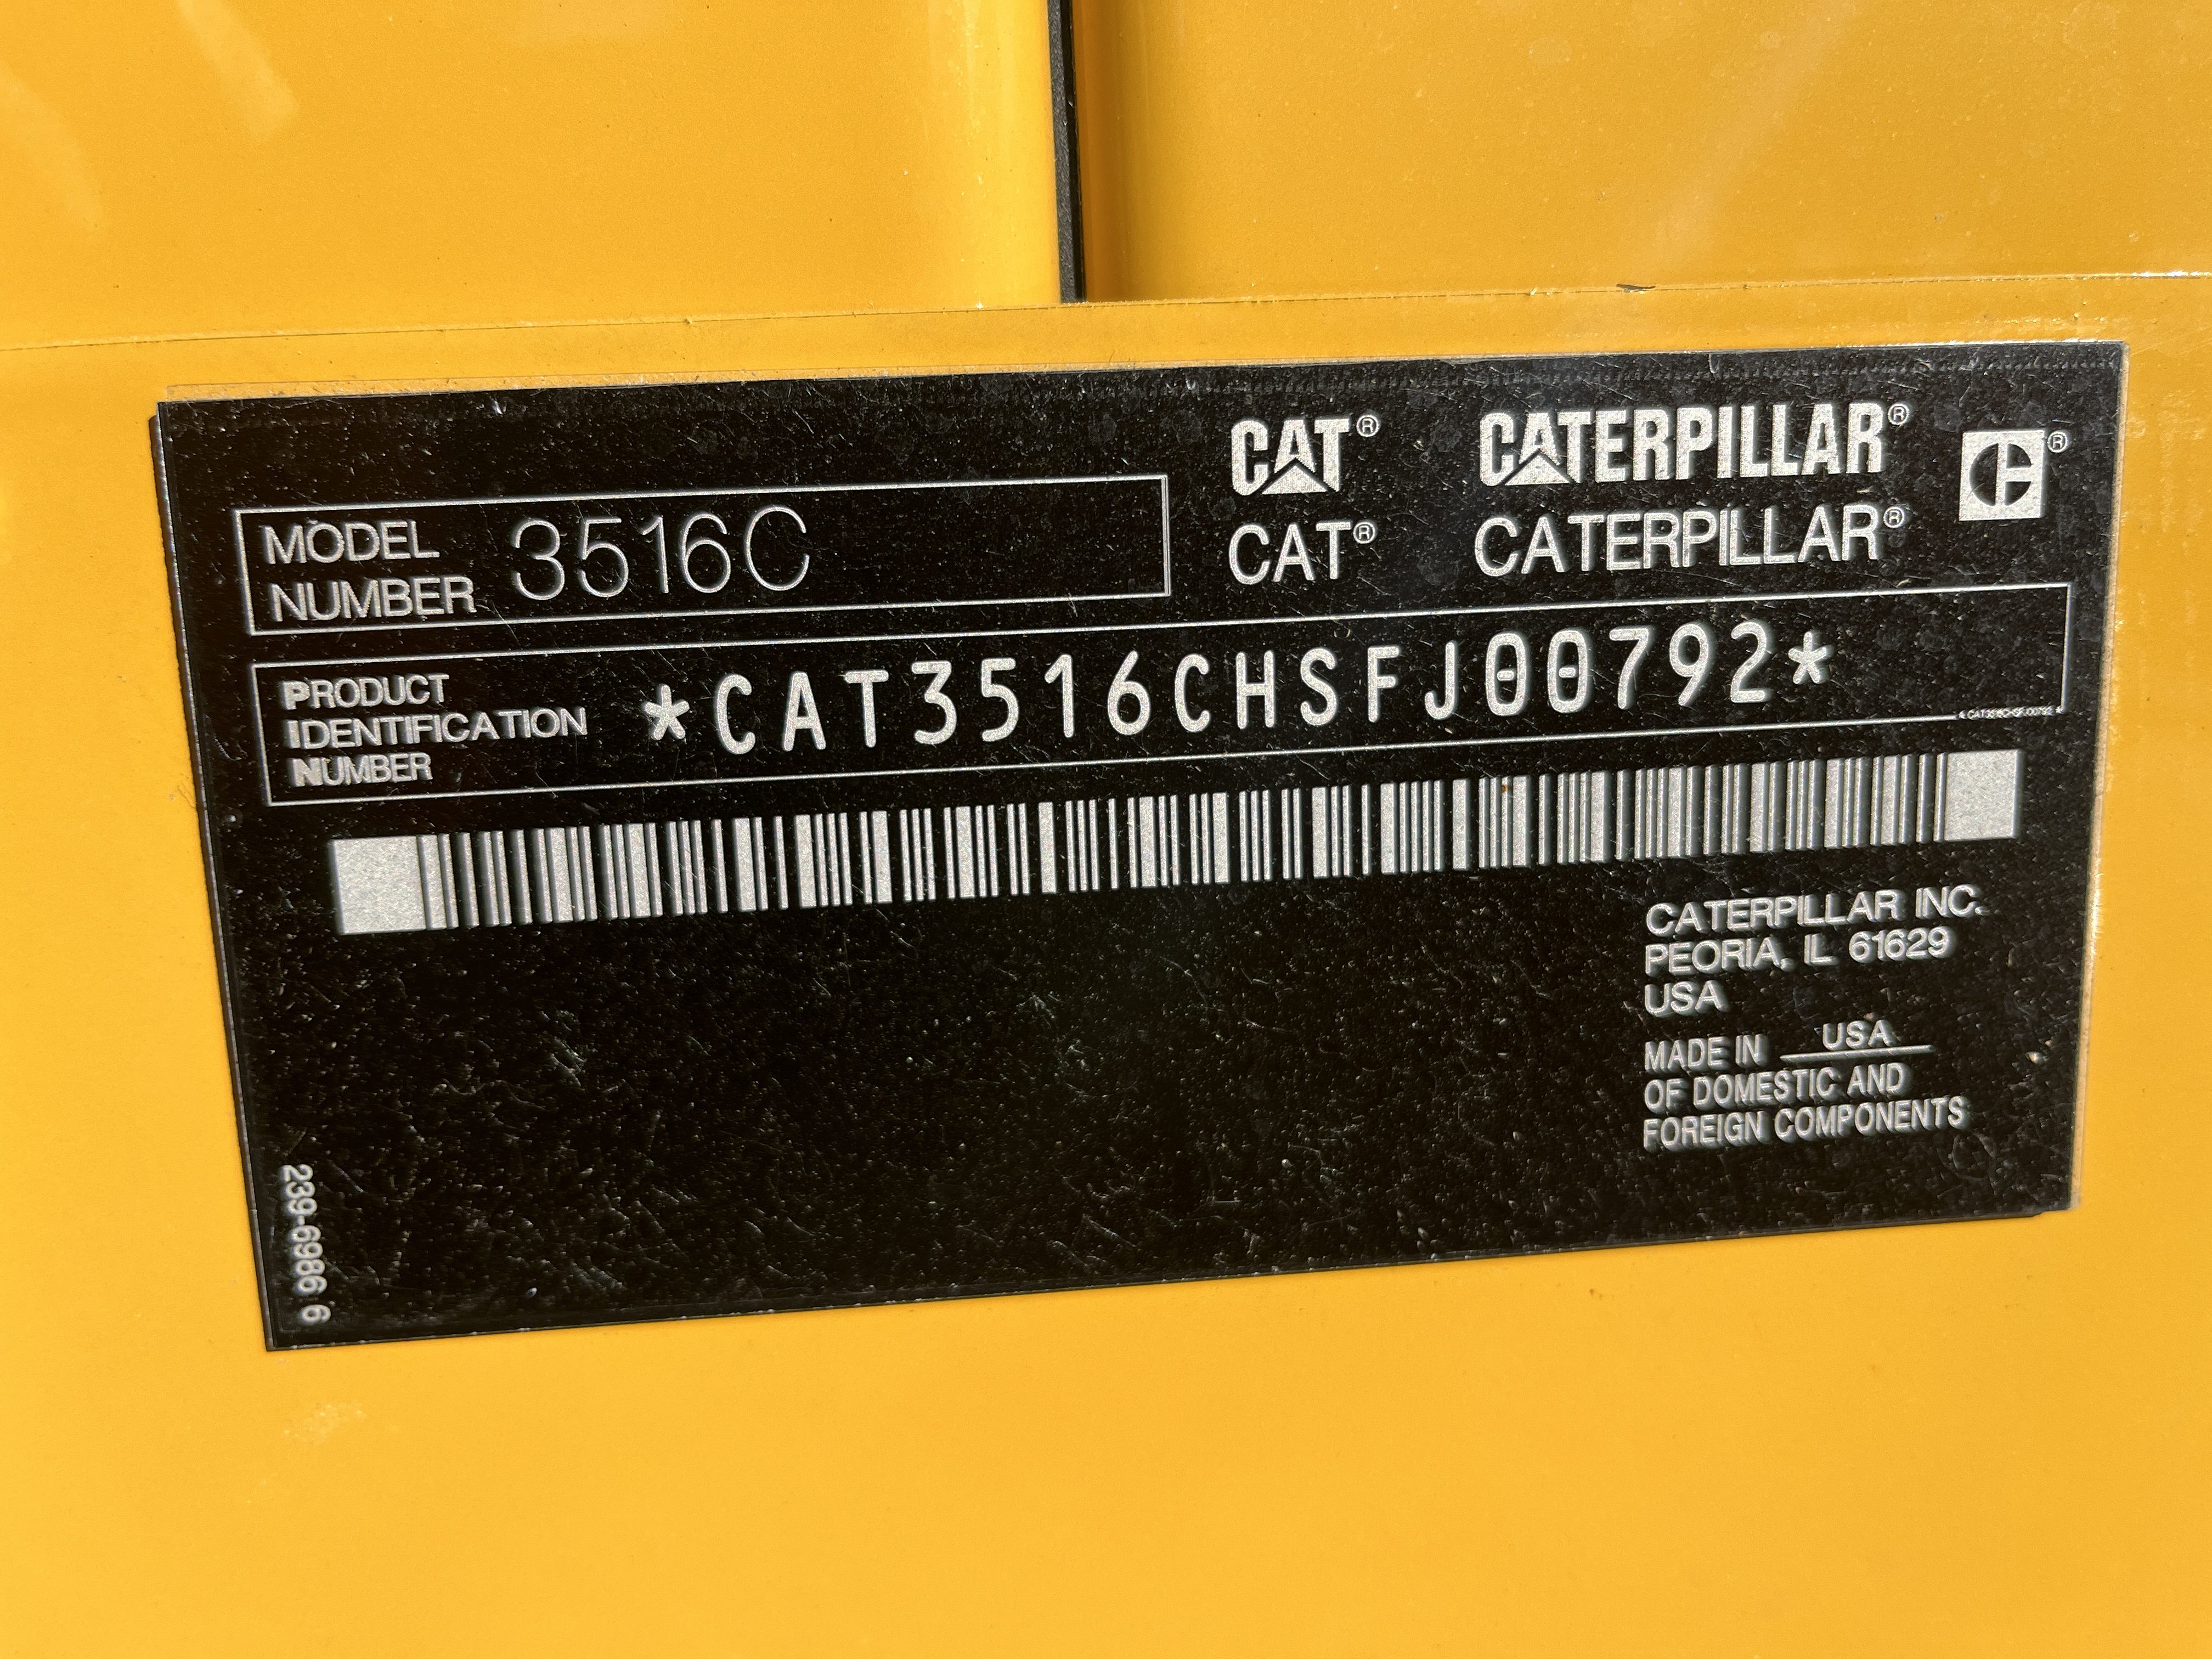 CAT® CATERPILLAR®
MODEL NUMBER 3516C
CAT® CATERPILLAR®
PRODUCT IDENTIFICATION NUMBER *CAT3516CHSFJ00792*
CATERPILLAR INC.
PEORIA, IL 61629
USA
MADE IN USA
OF DOMESTIC AND
FOREIGN COMPONENTS
239-6986 6